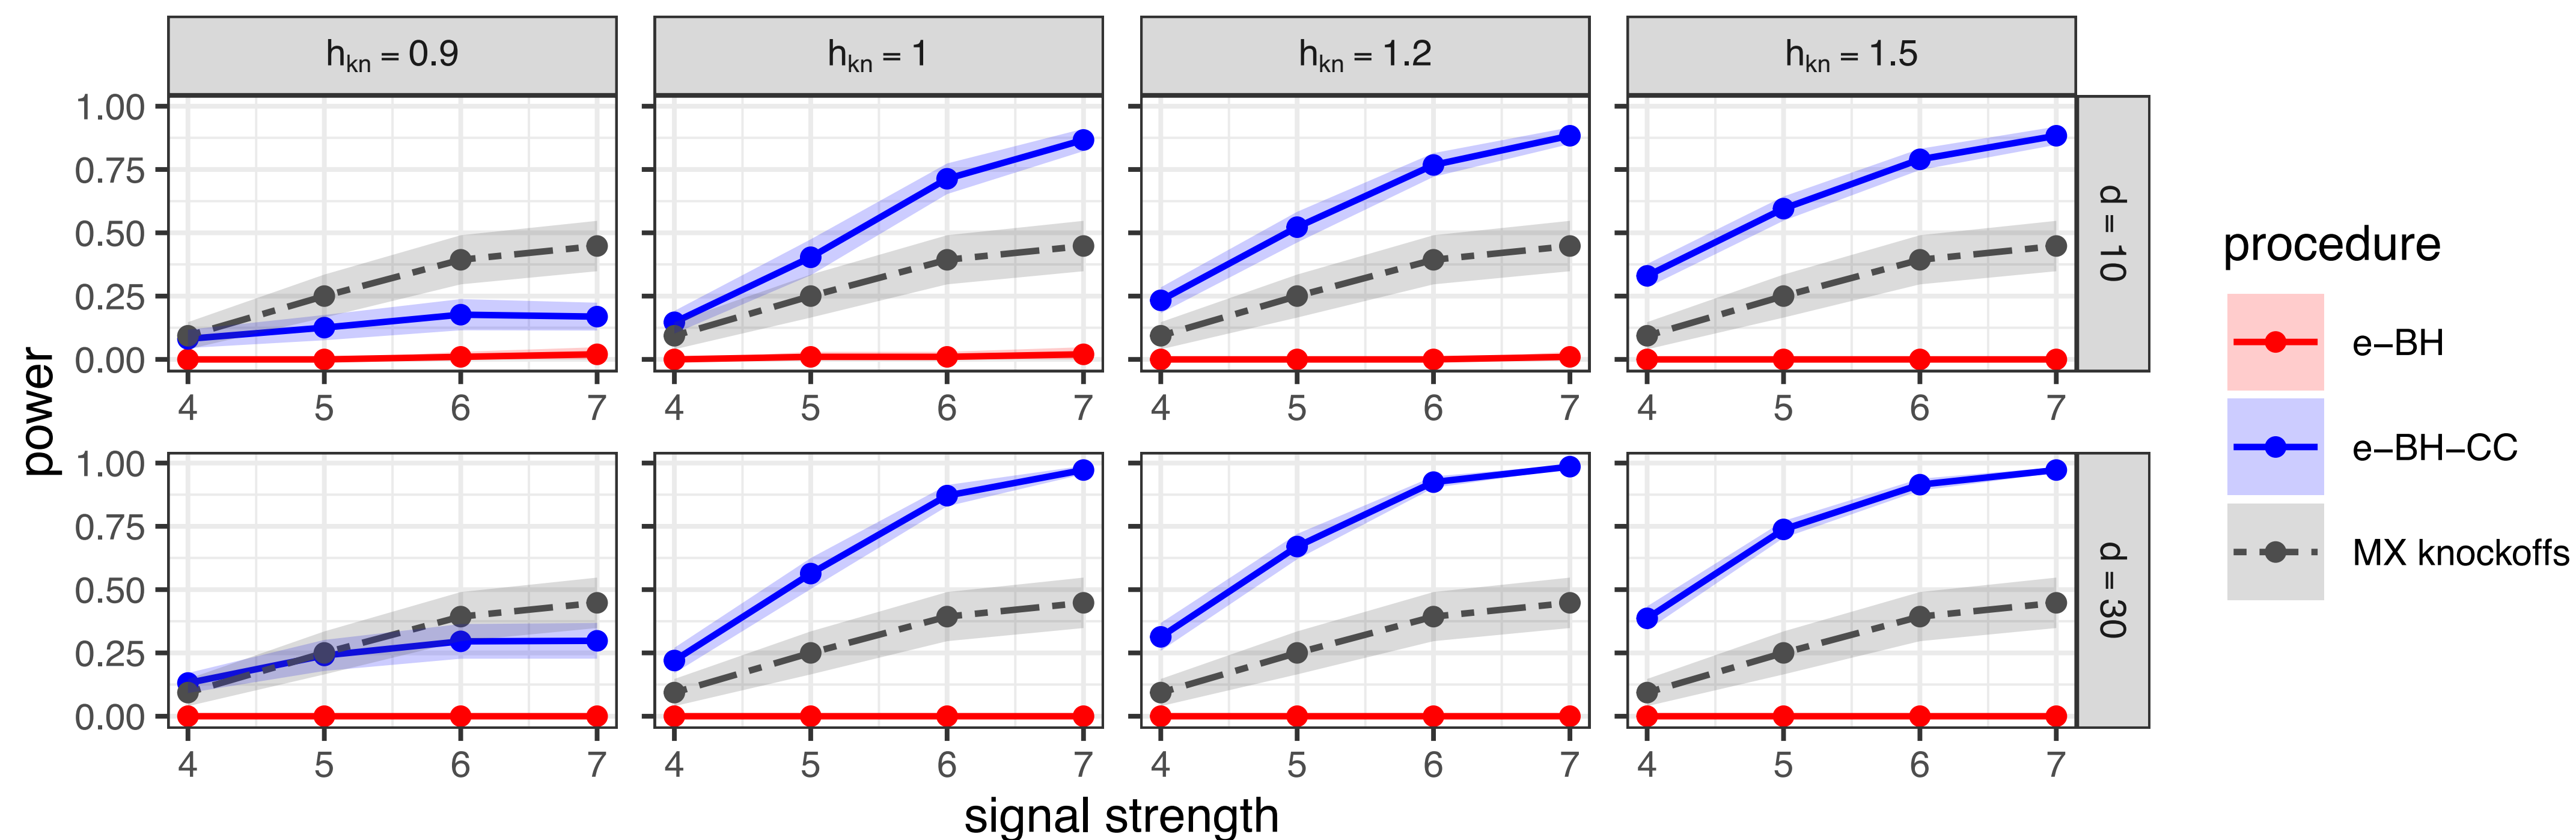 h_kn = 0.9 h_kn = 1 h_kn = 1.2 h_kn = 1.5
1.00
0.75
0.50
0.25
0.00
4 5 6 7 4 5 6 7 4 5 6 7 4 5 6 7
d = 10
1.00
0.75
0.50
0.25
0.00
4 5 6 7 4 5 6 7 4 5 6 7 4 5 6 7
d = 30
power
signal strength
procedure
e−BH
e−BH−CC
MX knockoffs